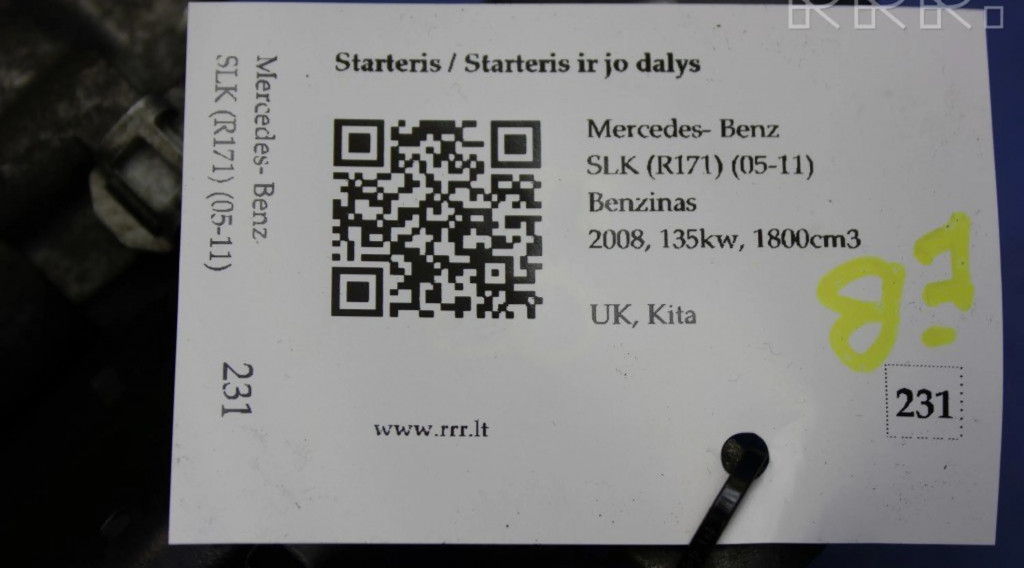 RRR.
Starteris / Starteris ir jo dalys
Mercedes- Benz
SLK (R171) (05-11)
Benzinas
2008, 135kw, 1800cm3
UK, Kita
231
www.rrr.lt
Mercedes- Benz
SLK (R171) (05-11)
231